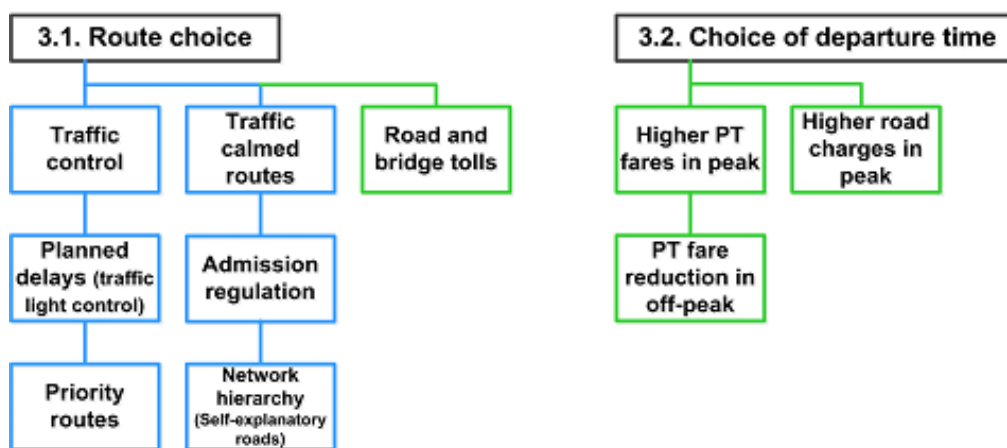 3.1. Route choice
3.2. Choice of departure time
Traffic
control
Traffic
calmed
routes
Road and
bridge tolls
Higher PT
fares in peak
Higher road
charges in
peak
Planned
delays (traffic
light control)
Admission
regulation
PT fare
reduction in
off-peak
Priority
routes
Network
hierarchy
(Self-explanatory
roads)